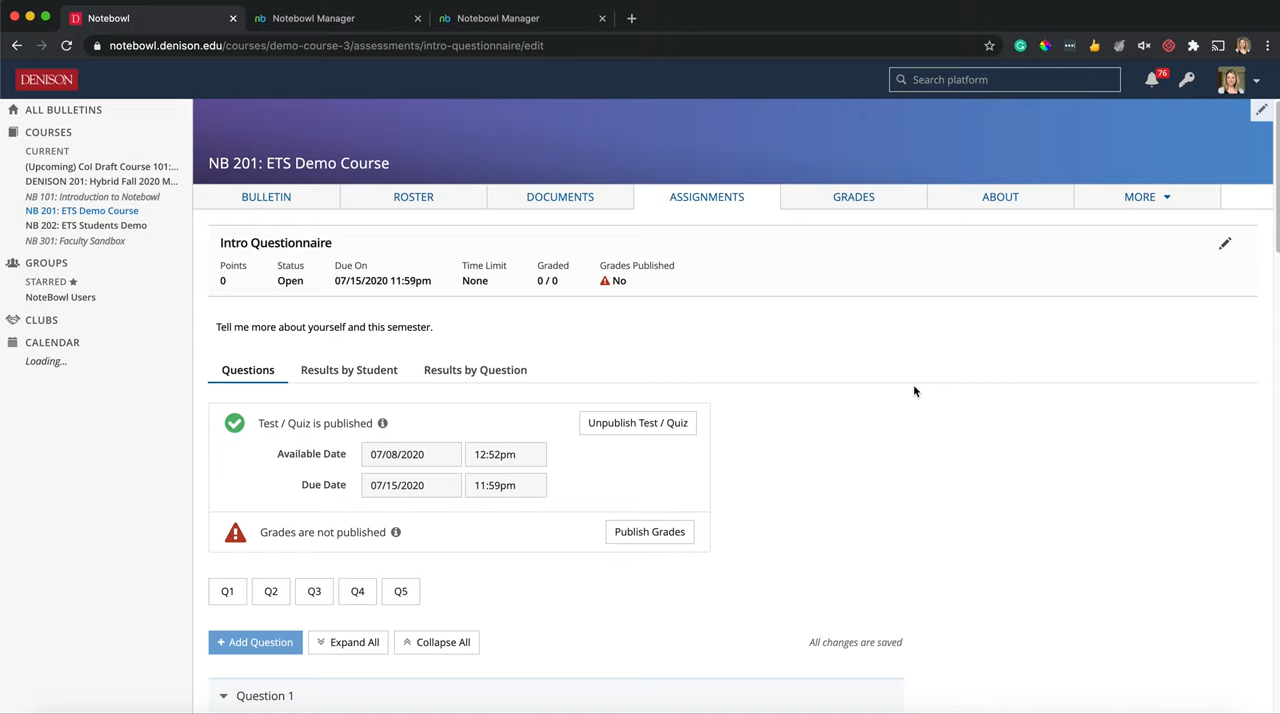 Notebowl
Notebowl Manager
Notebowl Manager
notebowl.denison.edu/courses/demo-course-3/assessments/intro-questionnaire/edit
DENISON
Search platform
76
ALL BULLETINS
COURSES
CURRENT
(Upcoming) CoI Draft Course 101:...
DENISON 201: Hybrid Fall 2020 M...
NB 101: Introduction to Notebowl
NB 201: ETS Demo Course
NB 202: ETS Students Demo
NB 301: Faculty Sandbox
GROUPS
STARRED
NoteBowl Users
CLUBS
CALENDAR
Loading...
NB 201: ETS Demo Course
BULLETIN ROSTER DOCUMENTS ASSIGNMENTS GRADES ABOUT MORE
Intro Questionnaire
Points Status Due On Time Limit Graded Grades Published
0 Open 07/15/2020 11:59pm None 0 / 0 No
Tell me more about yourself and this semester.
Questions Results by Student Results by Question
Test / Quiz is published Unpublish Test / Quiz
Available Date 07/08/2020 12:52pm
Due Date 07/15/2020 11:59pm
Grades are not published Publish Grades
Q1 Q2 Q3 Q4 Q5
+ Add Question Expand All Collapse All All changes are saved
Question 1